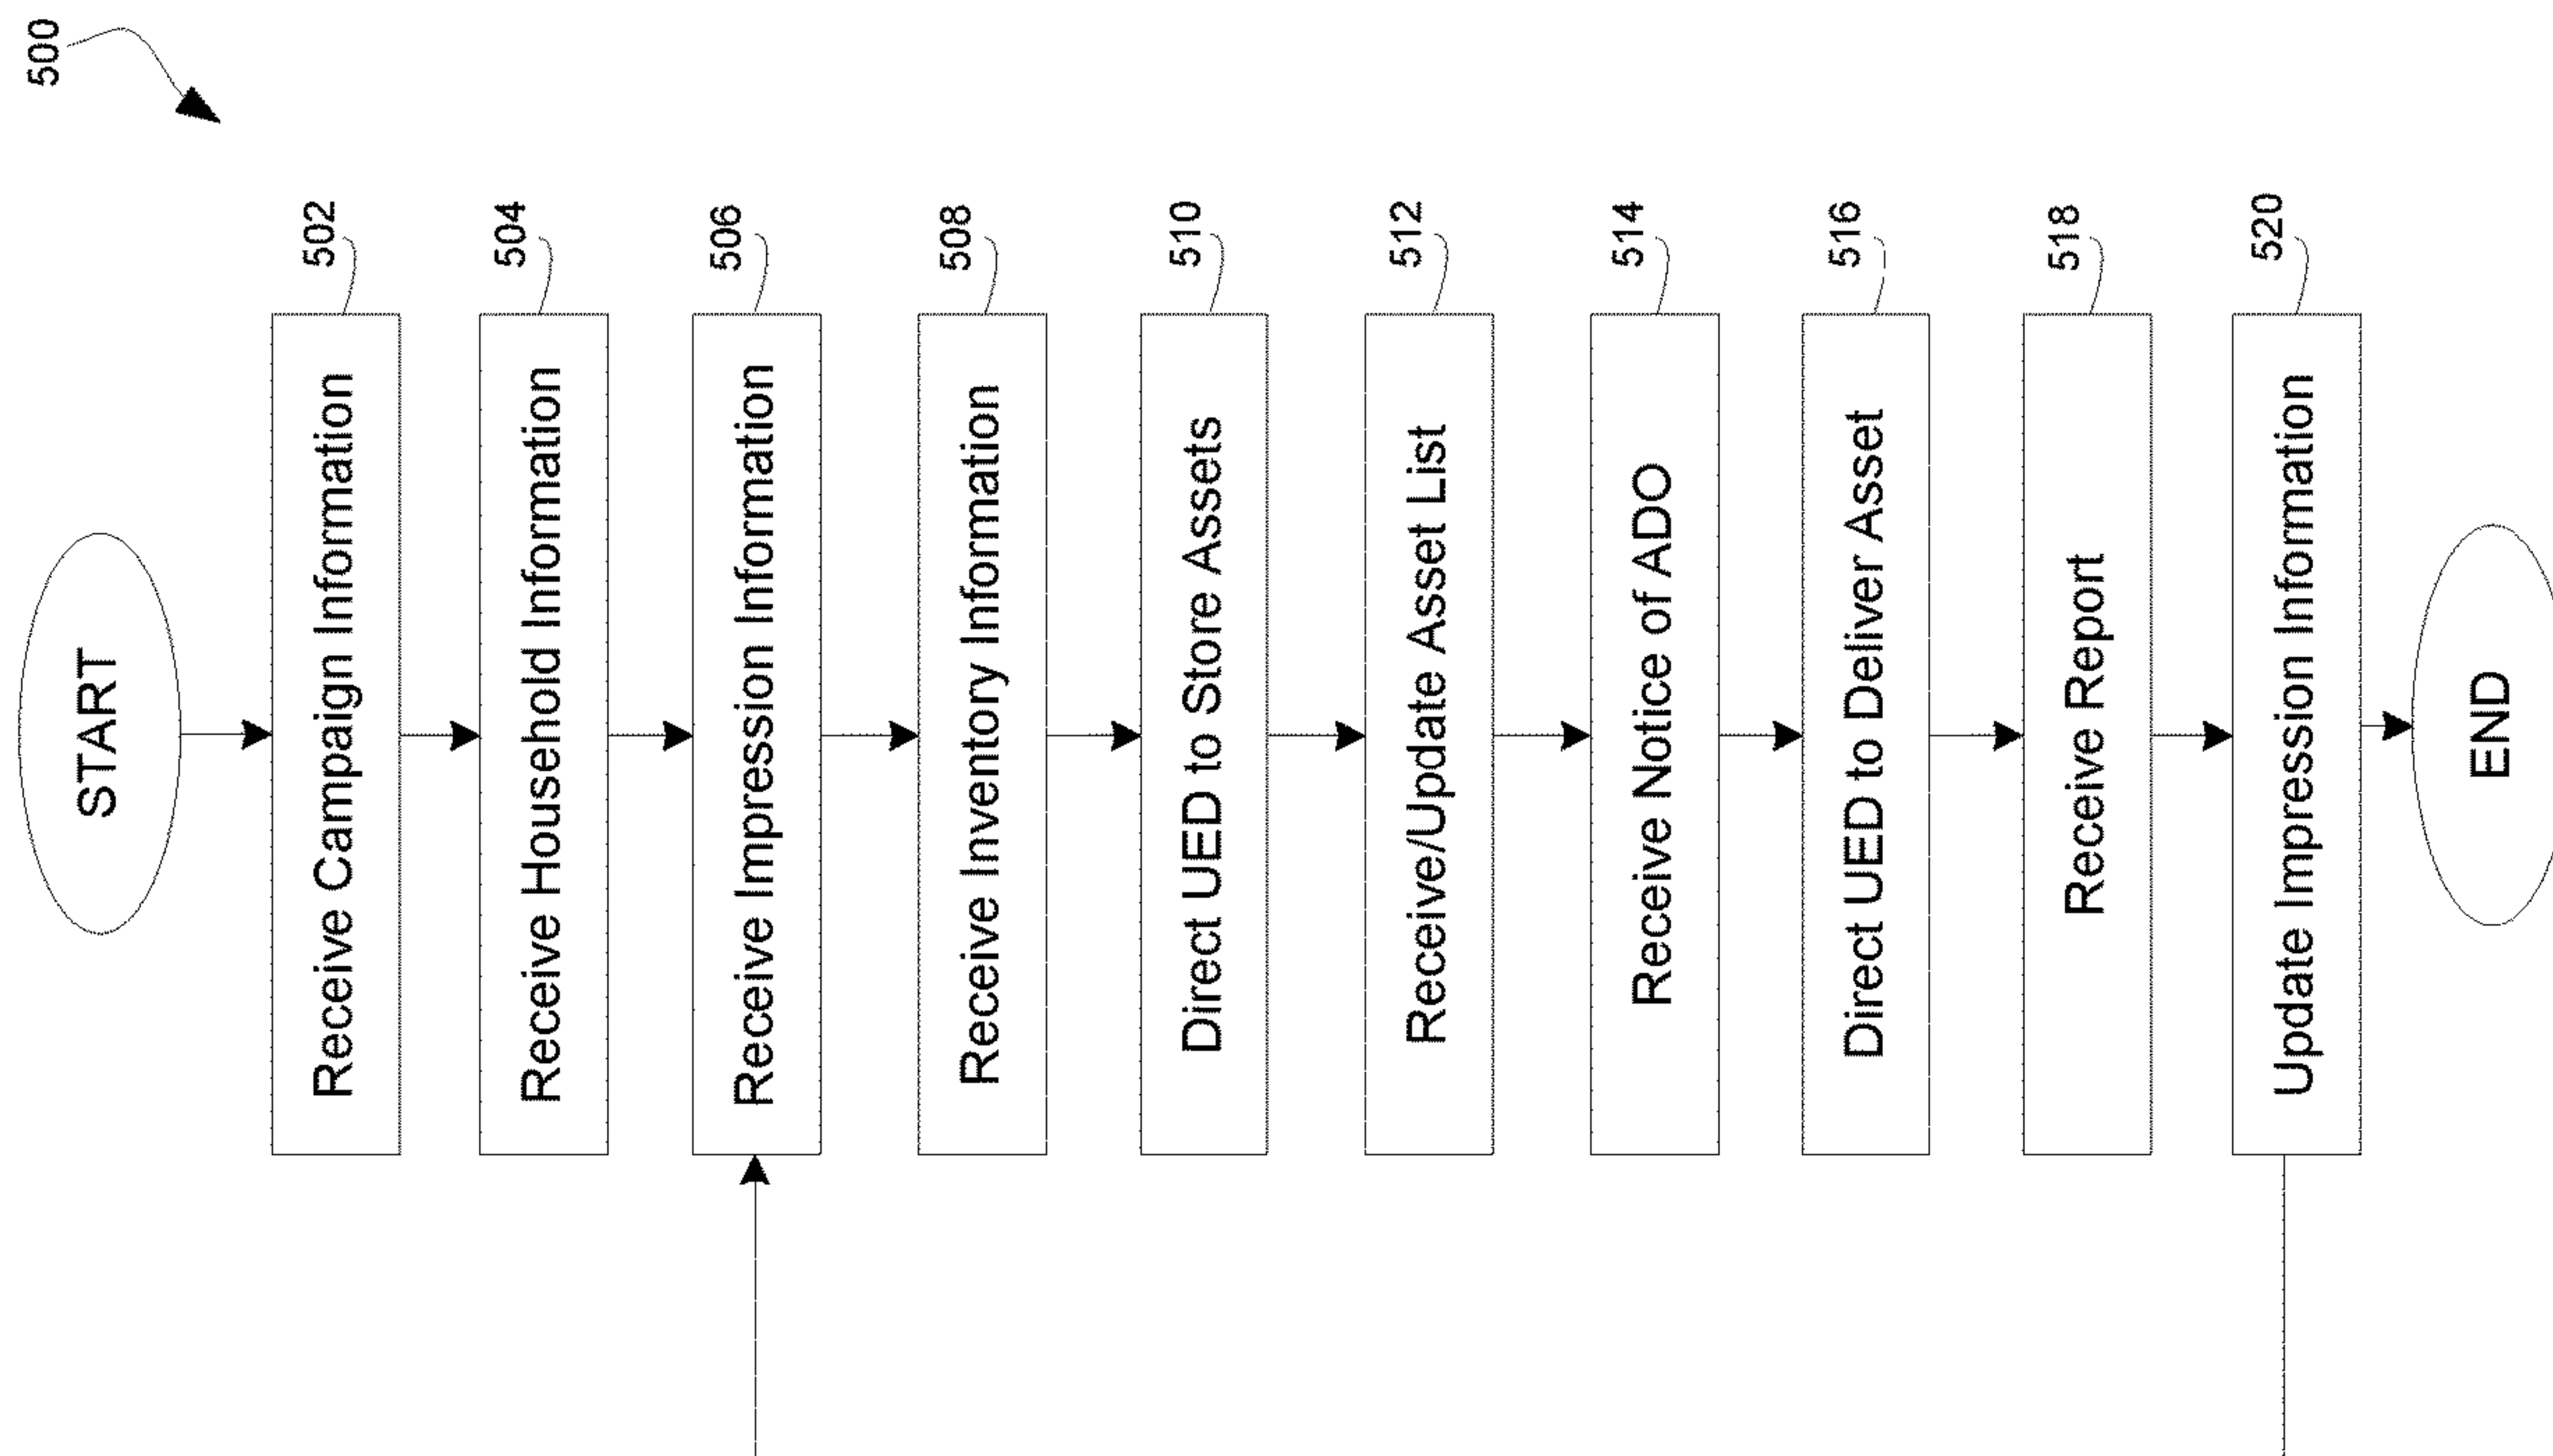 500
START
Receive Campaign Information
502
Receive Household Information
504
Receive Impression Information
506
Receive Inventory Information
508
Direct UED to Store Assets
510
Receive/Update Asset List
512
Receive Notice of ADO
514
Direct UED to Deliver Asset
516
Receive Report
518
Update Impression Information
520
END